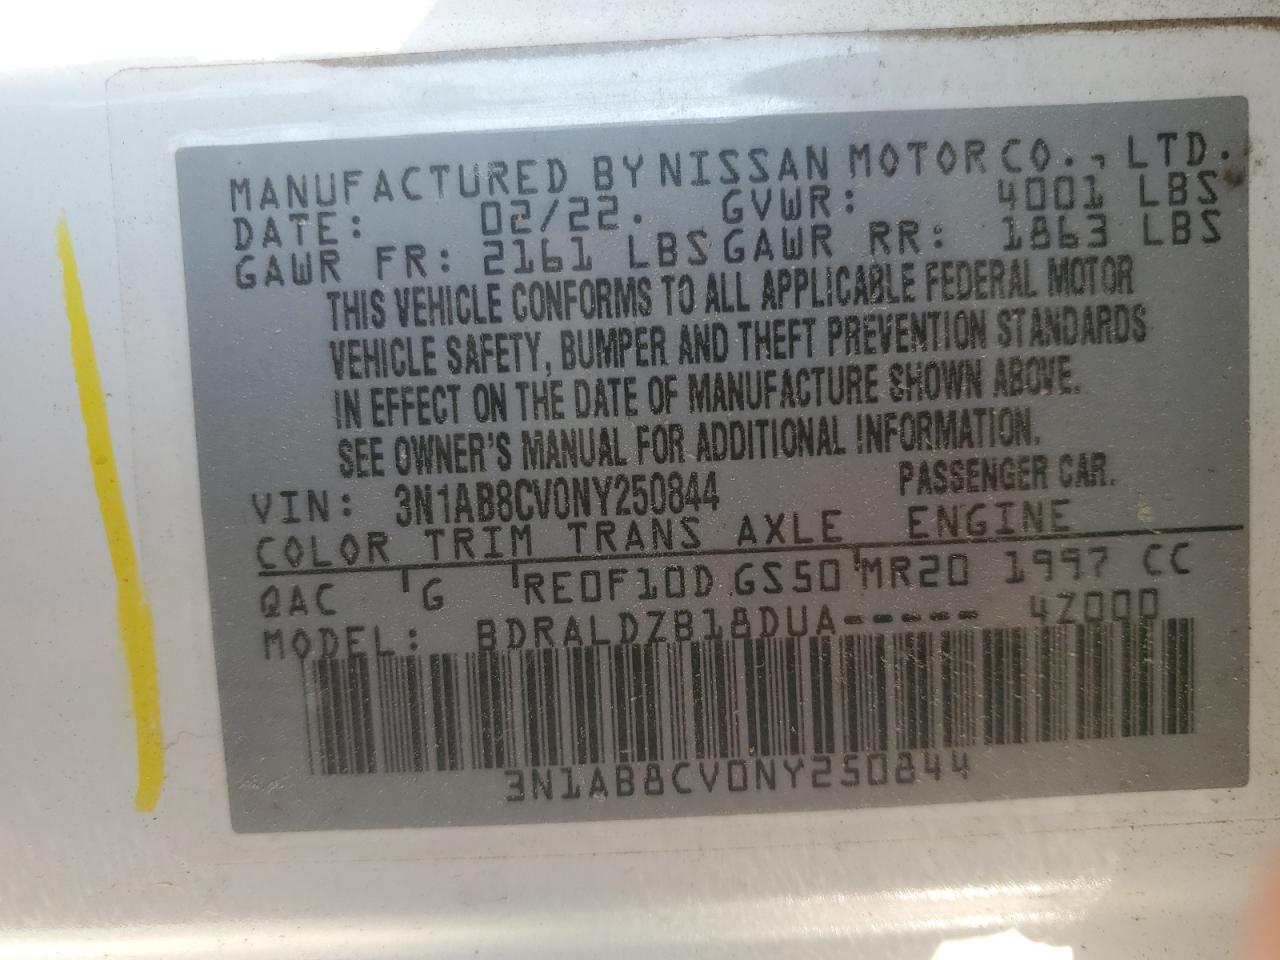 MANUFACTURED BY NISSAN MOTOR CO., LTD.
DATE: 02/22. GVWR: 4001 LBS
GAWR FR: 2161 LBS GAWR RR: 1863 LBS
THIS VEHICLE CONFORMS TO ALL APPLICABLE FEDERAL MOTOR
VEHICLE SAFETY, BUMPER AND THEFT PREVENTION STANDARDS
IN EFFECT ON THE DATE OF MANUFACTURE SHOWN ABOVE.
SEE OWNER'S MANUAL FOR ADDITIONAL INFORMATION.
VIN: 3N1AB8CV0NY250844 PASSENGER CAR.
COLOR TRIM TRANS AXLE ENGINE
QAC G RE0F10D GS50 MR20 1997 CC
MODEL: BDRALDZB18DUA----- 4Z000
3N1AB8CV0NY250844